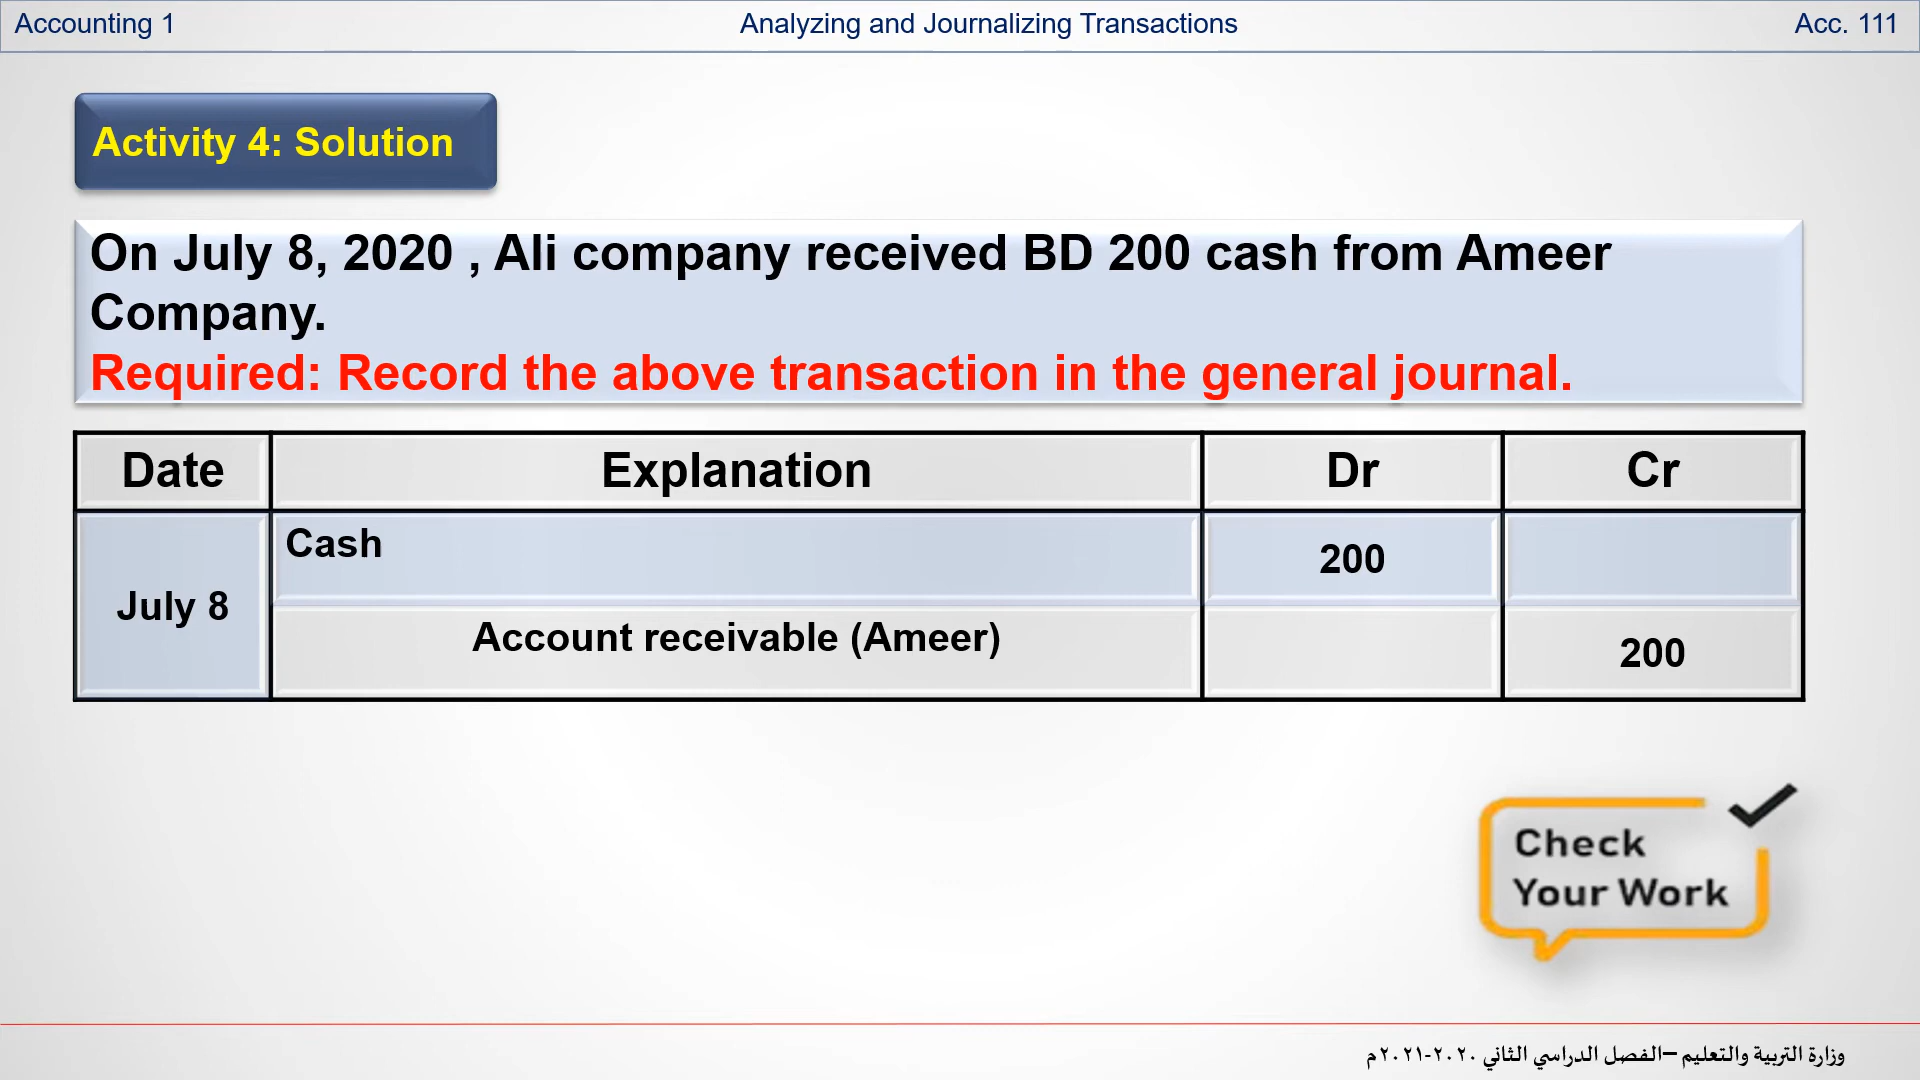 Accounting 1
Analyzing and Journalizing Transactions
Acc. 111
Activity 4: Solution
On July 8, 2020 , Ali company received BD 200 cash from Ameer
Company.
Required: Record the above transaction in the general journal.
Date Explanation Dr Cr
Cash 200
July 8
Account receivable (Ameer) 200
Check
Your Work
وزارة التربية والتعليم –الفصل الدراسي الثاني ٢٠٢٠-٢٠٢١م